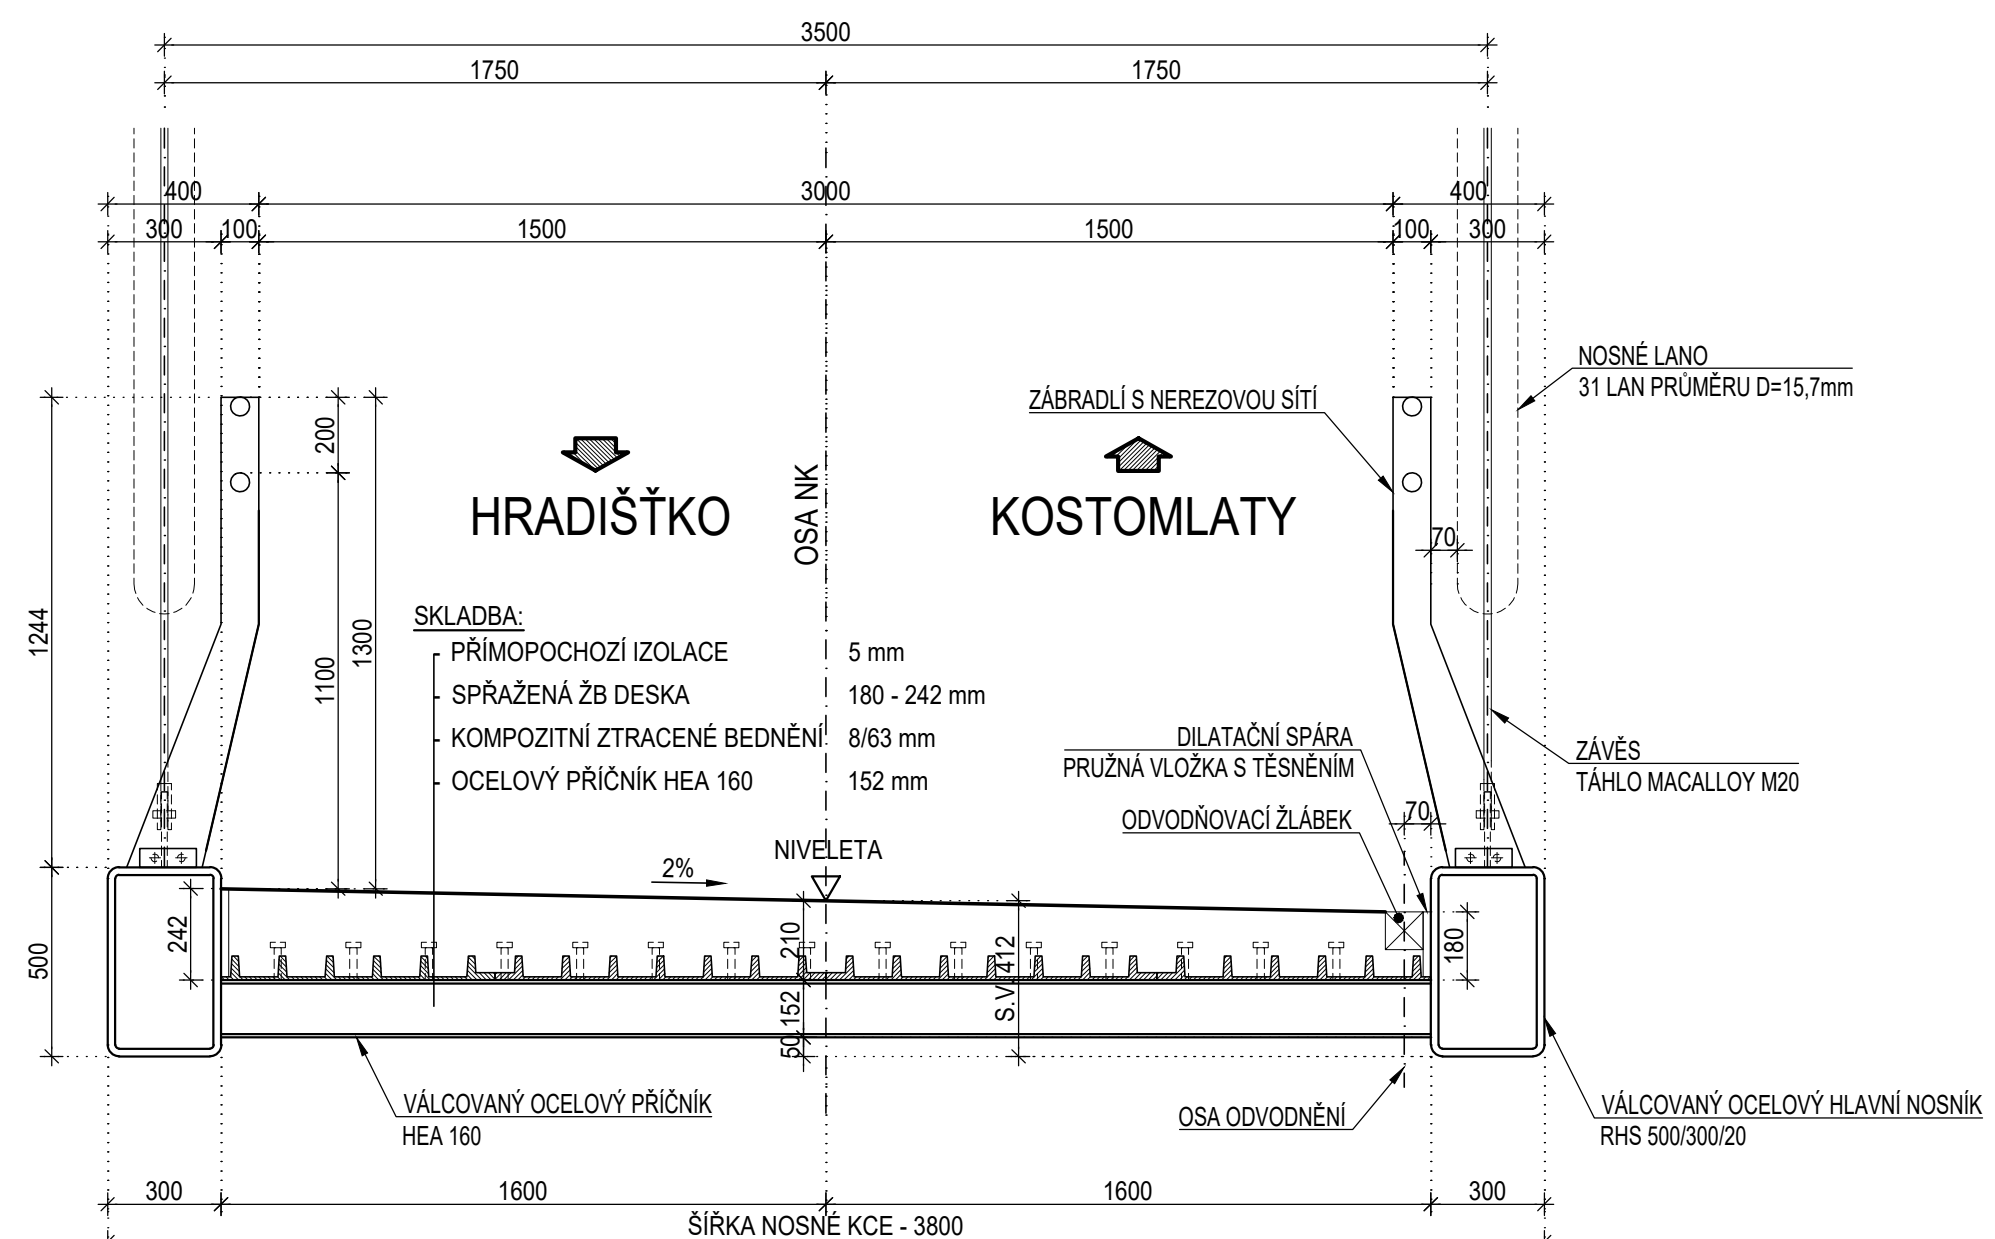 3500
1750 1750
400 3000 400
300 100 1500 1500 100 300
NOSNÉ LANO
31 LAN PRŮMĚRU D=15,7mm
ZÁBRADLÍ S NEREZOVOU SÍTÍ
200
HRADIŠŤKO
OSA NK
KOSTOMLATY
70
1244
1100
1300
SKLADBA:
PŘÍMOPOCHOZÍ IZOLACE 5 mm
SPŘAŽENÁ ŽB DESKA 180 - 242 mm
KOMPOZITNÍ ZTRACENÉ BEDNĚNÍ 8/63 mm
OCELOVÝ PŘÍČNÍK HEA 160 152 mm
DILATAČNÍ SPÁRA
PRUŽNÁ VLOŽKA S TĚSNĚNÍM
ZÁVĚS
TÁHLO MACALLOY M20
70
ODVODŇOVACÍ ŽLÁBEK
NIVELETA
2%
500
242
210
152
50
S.V. 412
180
VÁLCOVANÝ OCELOVÝ PŘÍČNÍK
HEA 160
OSA ODVODNĚNÍ
VÁLCOVANÝ OCELOVÝ HLAVNÍ NOSNÍK
RHS 500/300/20
300 1600 1600 300
ŠÍŘKA NOSNÉ KCE - 3800